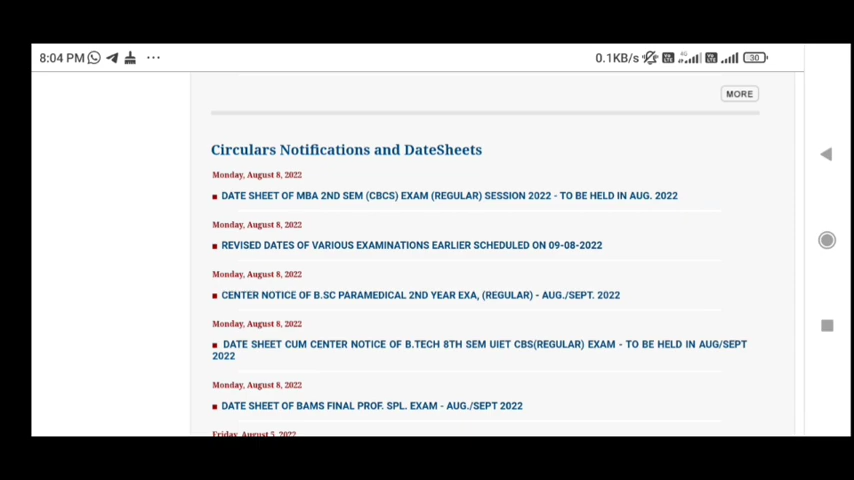 8:04 PM
0.1KB/s 4G 30
MORE
Circulars Notifications and DateSheets
Monday, August 8, 2022
DATE SHEET OF MBA 2ND SEM (CBCS) EXAM (REGULAR) SESSION 2022 - TO BE HELD IN AUG. 2022
Monday, August 8, 2022
REVISED DATES OF VARIOUS EXAMINATIONS EARLIER SCHEDULED ON 09-08-2022
Monday, August 8, 2022
CENTER NOTICE OF B.SC PARAMEDICAL 2ND YEAR EXA, (REGULAR) - AUG./SEPT. 2022
Monday, August 8, 2022
DATE SHEET CUM CENTER NOTICE OF B.TECH 8TH SEM UIET CBS(REGULAR) EXAM - TO BE HELD IN AUG/SEPT
2022
Monday, August 8, 2022
DATE SHEET OF BAMS FINAL PROF. SPL. EXAM - AUG./SEPT 2022
Friday, August 5, 2022